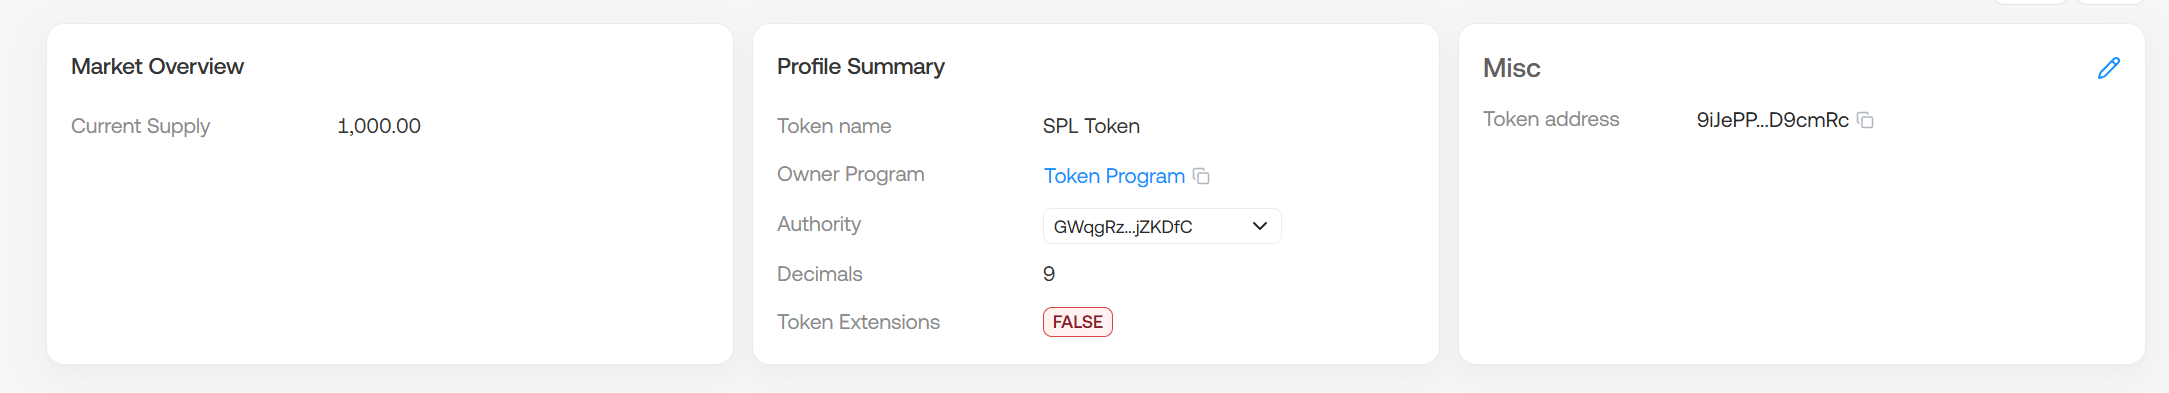 Market Overview
Current Supply 1,000.00
Profile Summary
Token name SPL Token
Owner Program Token Program
Authority GWqgRz...jZKDfC
Decimals 9
Token Extensions FALSE
Misc
Token address 9iJePP...D9cmRc